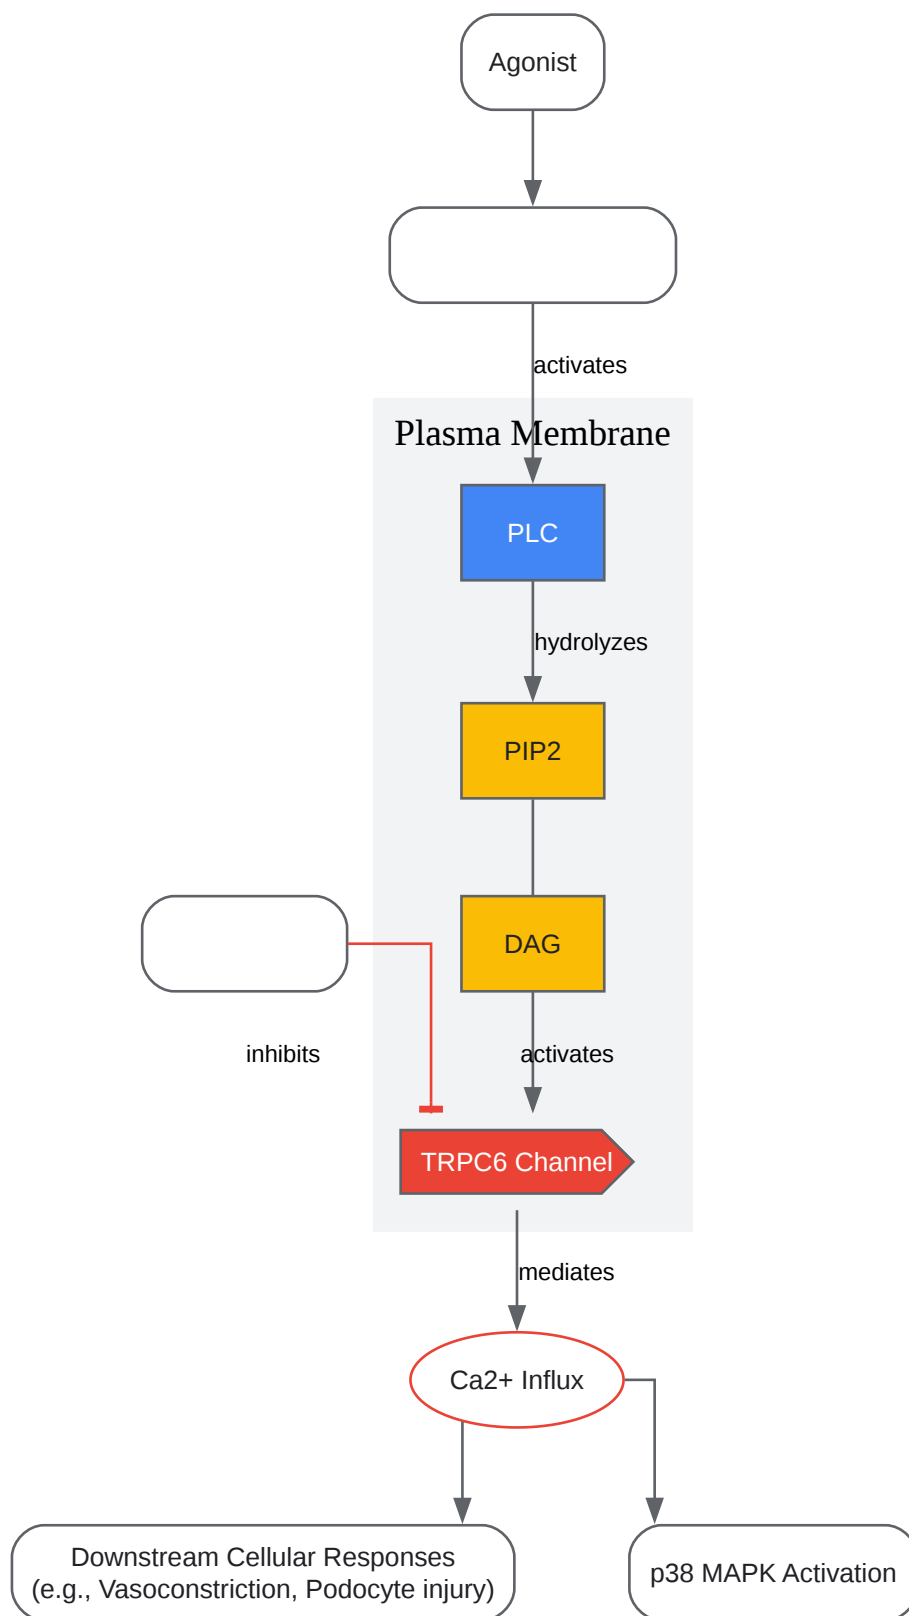 Agonist
activates
Plasma Membrane
PLC
hydrolyzes
PIP2
DAG
inhibits
activates
TRPC6 Channel
mediates
Ca2+ Influx
Downstream Cellular Responses
(e.g., Vasoconstriction, Podocyte injury)
p38 MAPK Activation